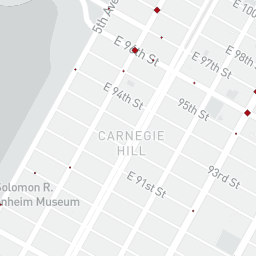 5th Ave
E 100
E 98th St
E 97th St
E 96th St
95th St
E 94th St
CARNEGIE
HILL
93rd St
E 91st St
Solomon R.
nheim Museum